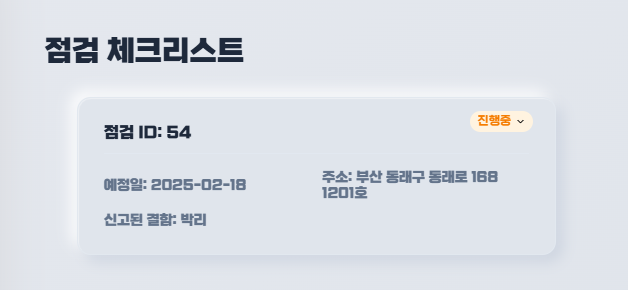 점검 체크리스트
점검 ID: 54
진행중
예정일: 2025-02-18
주소: 부산 동래구 동래로 168
1201호
신고된 결함: 박리